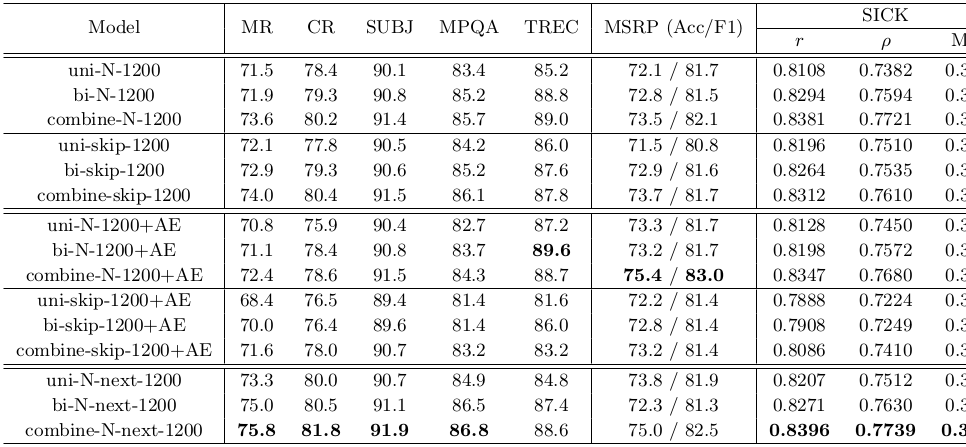 Model MR CR SUBJ MPQA TREC MSRP (Acc/F1) SICK
r ρ M
uni-N-1200 71.5 78.4 90.1 83.4 85.2 72.1 / 81.7 0.8108 0.7382 0.3
bi-N-1200 71.9 79.3 90.8 85.2 88.8 72.8 / 81.5 0.8294 0.7594 0.3
combine-N-1200 73.6 80.2 91.4 85.7 89.0 73.5 / 82.1 0.8381 0.7721 0.3
uni-skip-1200 72.1 77.8 90.5 84.2 86.0 71.5 / 80.8 0.8196 0.7510 0.3
bi-skip-1200 72.9 79.3 90.6 85.2 87.6 72.9 / 81.6 0.8264 0.7535 0.3
combine-skip-1200 74.0 80.4 91.5 86.1 87.8 73.7 / 81.7 0.8312 0.7610 0.3
uni-N-1200+AE 70.8 75.9 90.4 82.7 87.2 73.3 / 81.7 0.8128 0.7450 0.3
bi-N-1200+AE 71.1 78.4 90.8 83.7 89.6 73.2 / 81.7 0.8198 0.7572 0.3
combine-N-1200+AE 72.4 78.6 91.5 84.3 88.7 75.4 / 83.0 0.8347 0.7680 0.3
uni-skip-1200+AE 68.4 76.5 89.4 81.4 81.6 72.2 / 81.4 0.7888 0.7224 0.3
bi-skip-1200+AE 70.0 76.4 89.6 81.4 86.0 72.8 / 81.4 0.7908 0.7249 0.3
combine-skip-1200+AE 71.6 78.0 90.7 83.2 83.2 73.2 / 81.4 0.8086 0.7410 0.3
uni-N-next-1200 73.3 80.0 90.7 84.9 84.8 73.8 / 81.9 0.8207 0.7512 0.3
bi-N-next-1200 75.0 80.5 91.1 86.5 87.4 72.3 / 81.3 0.8271 0.7630 0.3
combine-N-next-1200 75.8 81.8 91.9 86.8 88.6 75.0 / 82.5 0.8396 0.7739 0.3